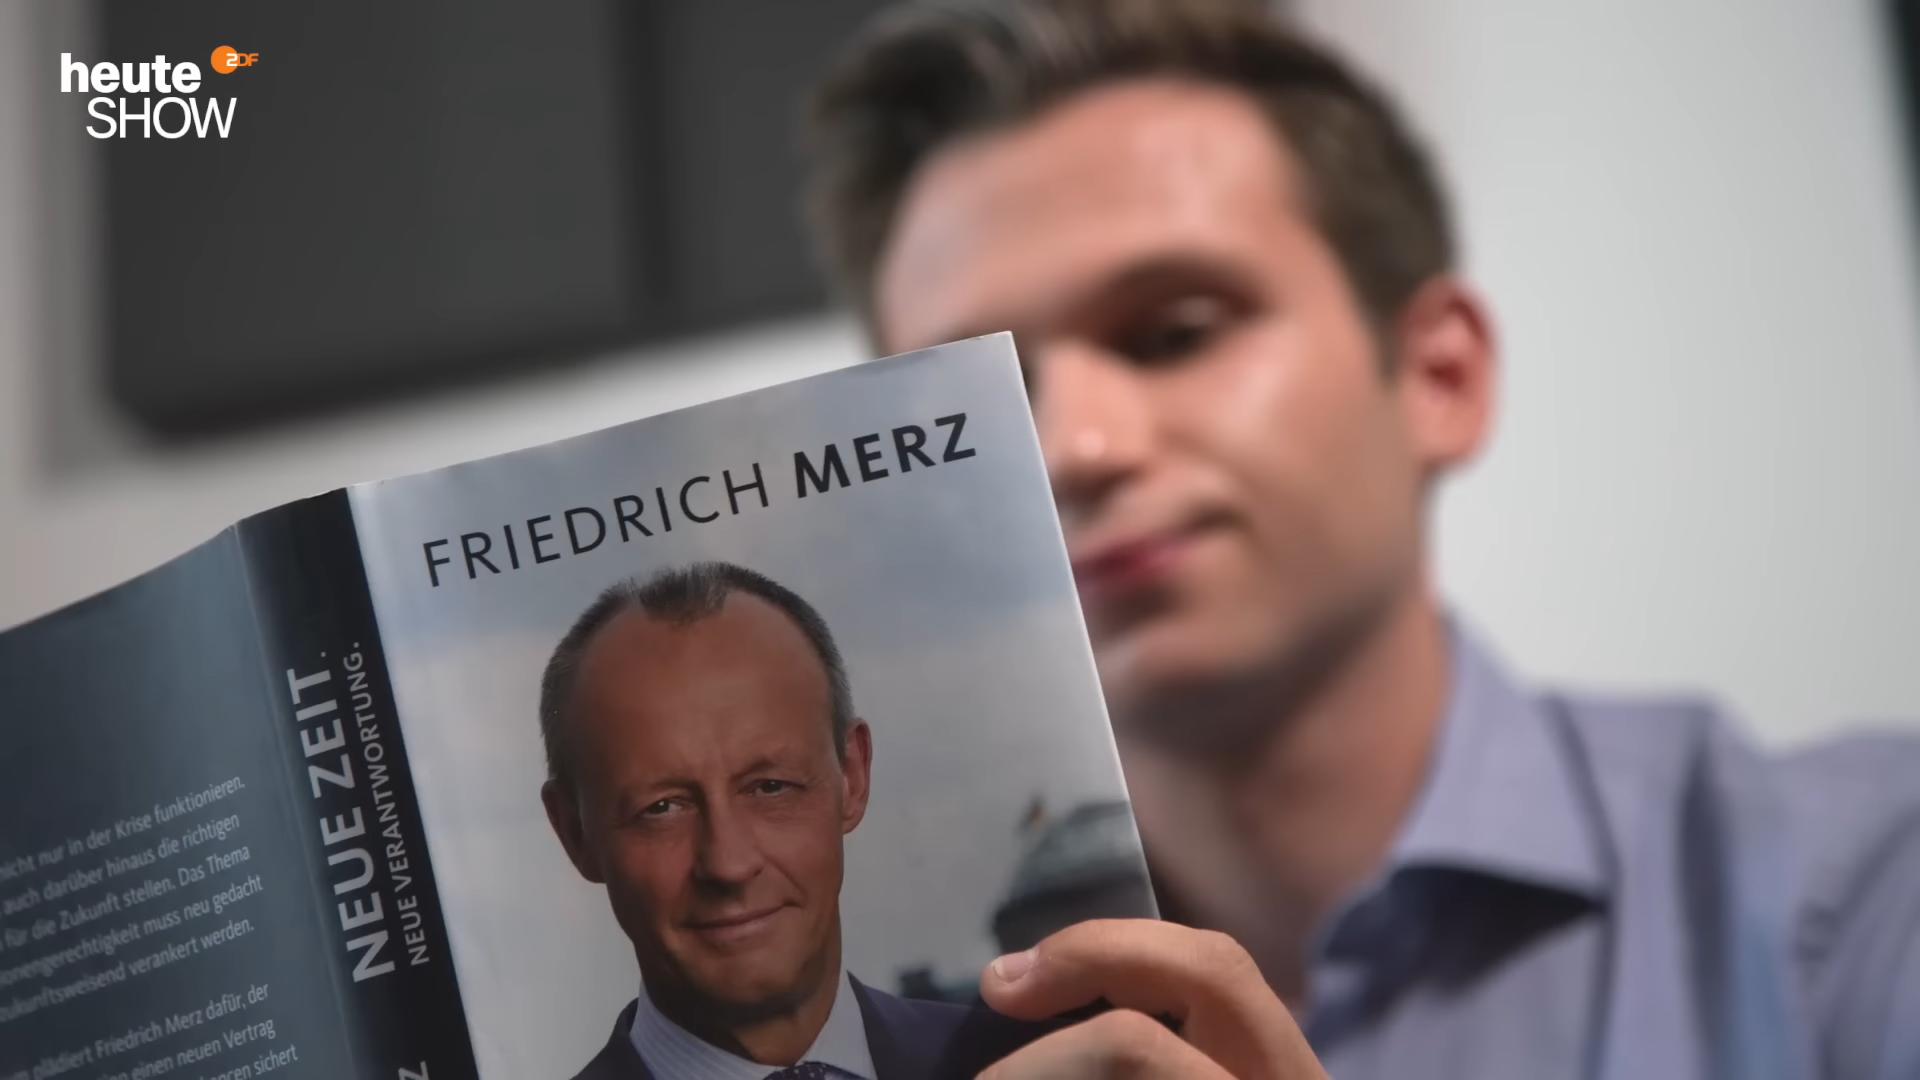 heute ZDF
SHOW
FRIEDRICH MERZ
NEUE ZEIT.
NEUE VERANTWORTUNG.
nicht nur in der Krise funktionieren.
auch darüber hinaus die richtigen
für die Zukunft stellen. Das Thema
muss neu gedacht
verankert werden.
plädiert Friedrich Merz dafür, der
einen neuen Vertrag
sichert